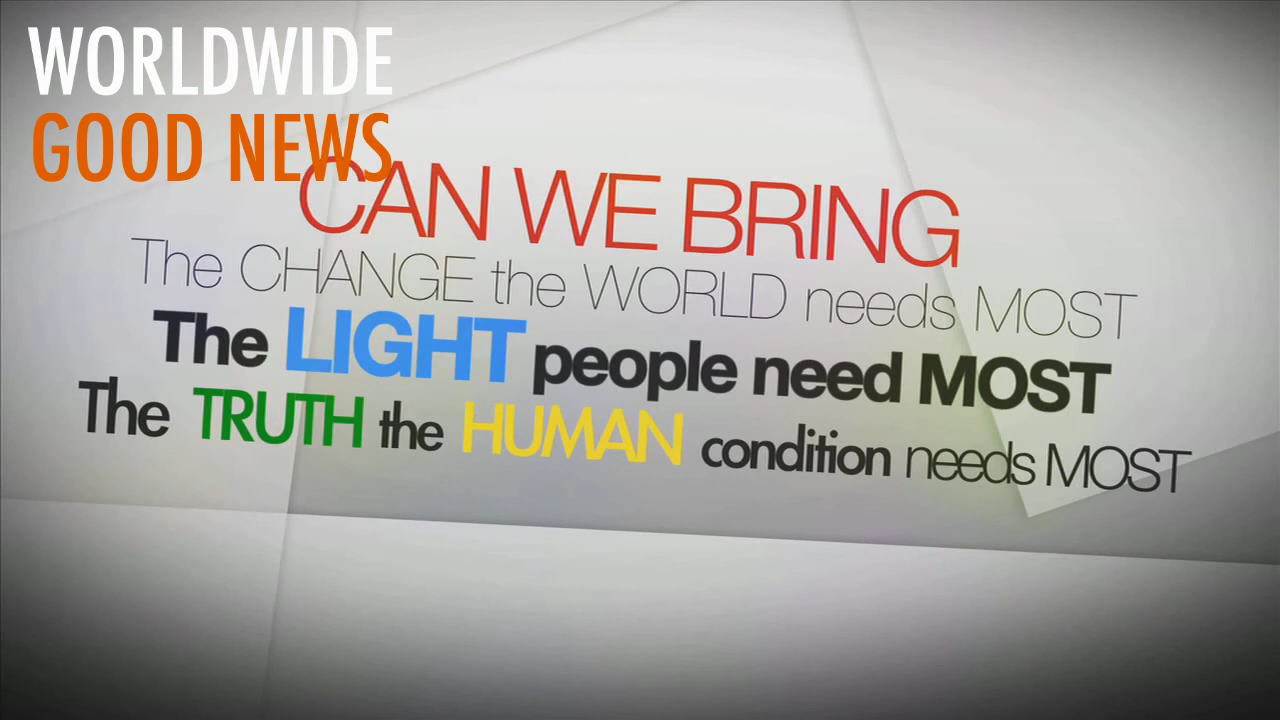 WORLDWIDE
GOOD NEWS
CAN WE BRING
The CHANGE the WORLD needs MOST
The LIGHT people need MOST
The TRUTH the HUMAN condition needs MOST